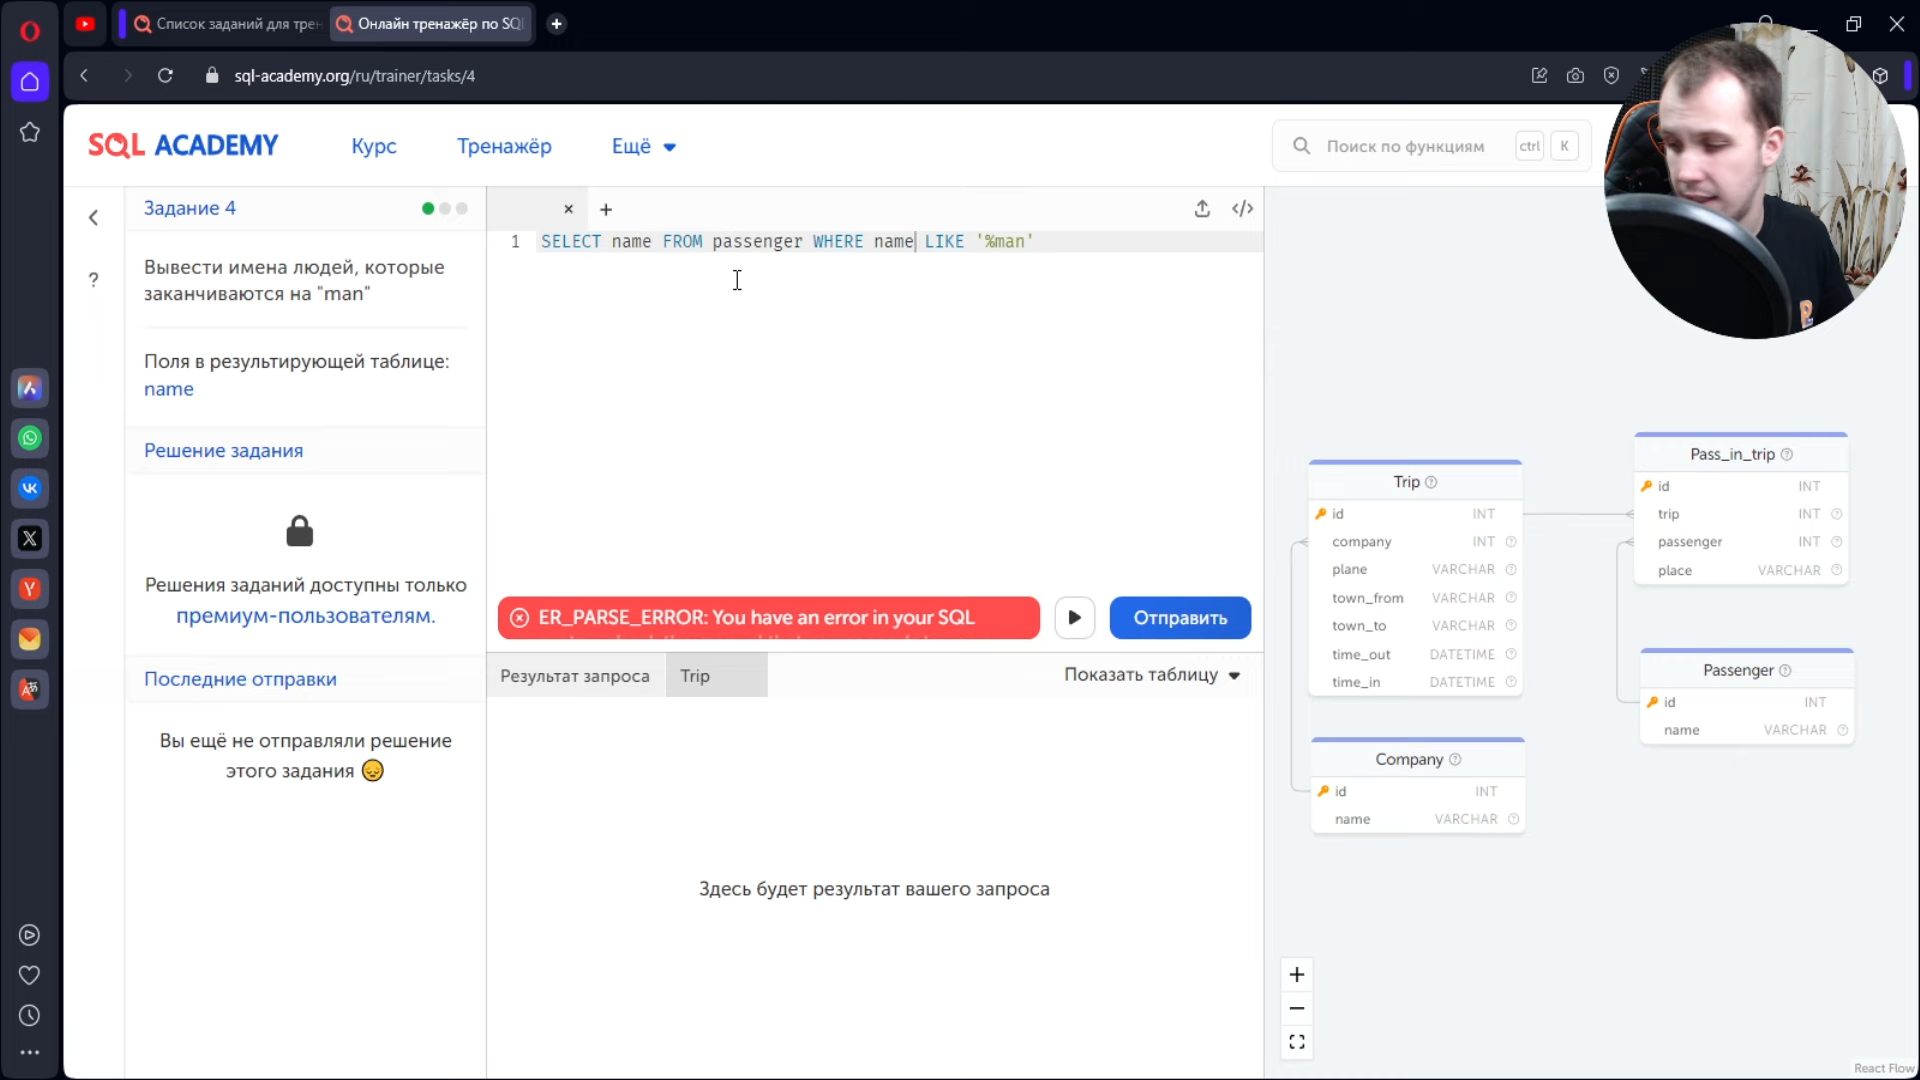 Список заданий для трен
Онлайн тренажёр по SQ
sql-academy.org/ru/trainer/tasks/4
SQL ACADEMY
Курс
Тренажёр
Ещё
Поиск по функциям
ctrl
K
Задание 4
Вывести имена людей, которые
заканчиваются на "man"
Поля в результирующей таблице:
name
Решение задания
Решения заданий доступны только
премиум-пользователям.
Последние отправки
Вы ещё не отправляли решение
этого задания
1 SELECT name FROM passenger WHERE name LIKE '%man'
ER_PARSE_ERROR: You have an error in your SQL
Отправить
Результат запроса
Trip
Показать таблицу
Здесь будет результат вашего запроса
Trip
id INT
company INT
plane VARCHAR
town_from VARCHAR
town_to VARCHAR
time_out DATETIME
time_in DATETIME
Company
id INT
name VARCHAR
Pass_in_trip
id INT
trip INT
passenger INT
place VARCHAR
Passenger
id INT
name VARCHAR
React Flow